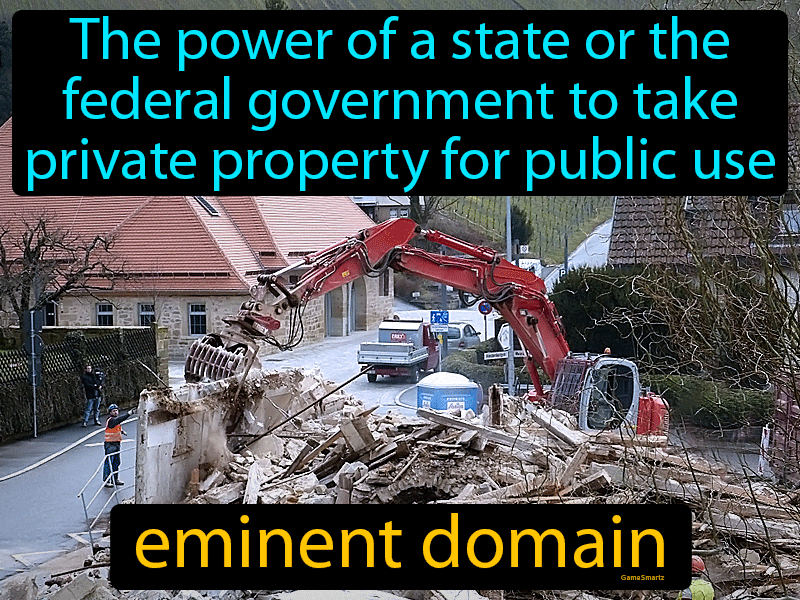 The power of a state or the
federal government to take
private property for public use
eminent domain
GameSmartz